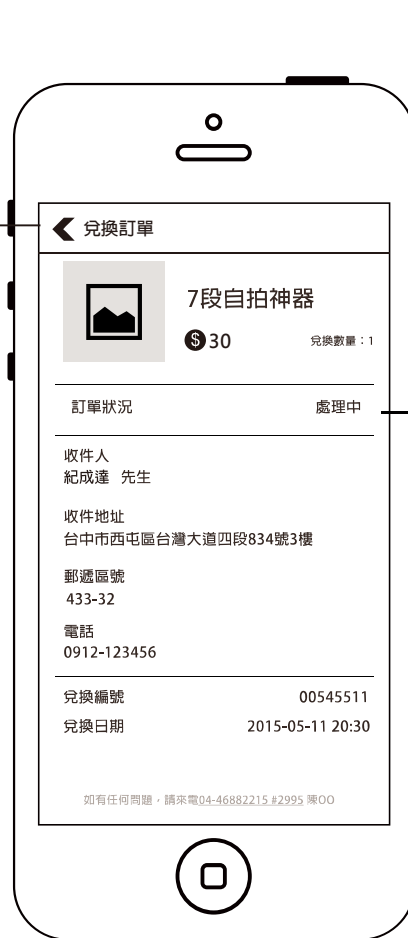 兌換訂單
7段自拍神器
$ 30 兌換數量：1
訂單狀況 處理中
收件人
紀成達 先生
收件地址
台中市西屯區台灣大道四段834號3樓
郵遞區號
433-32
電話
0912-123456
兌換編號 00545511
兌換日期 2015-05-11 20:30
如有任何問題，請來電04-46882215 #2995 陳OO